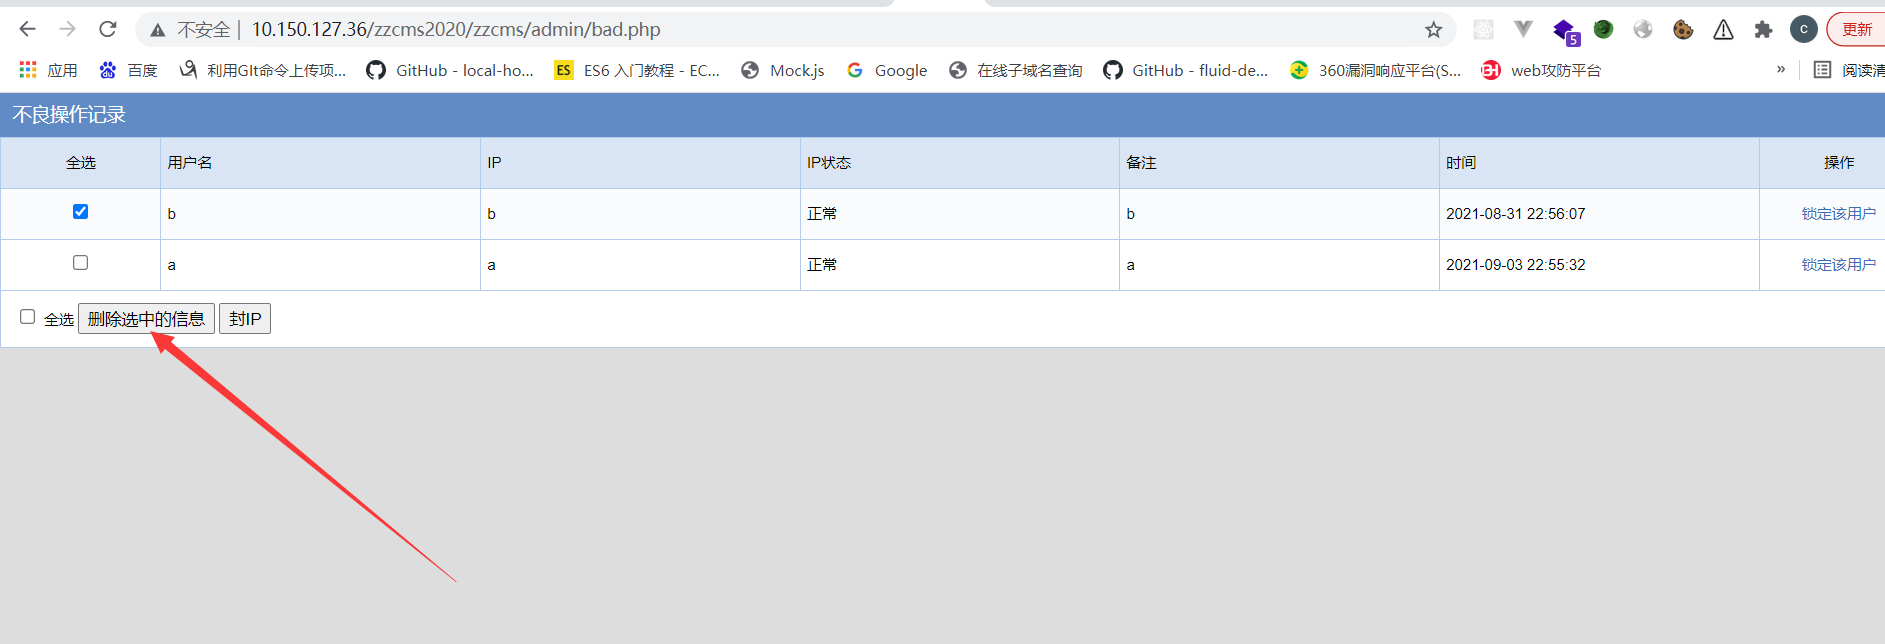 不安全 | 10.150.127.36/zzcms2020/zzcms/admin/bad.php
5
C
更新
应用 百度 利用GIt命令上传项... GitHub - local-ho... ES ES6 入门教程 - EC... Mock.js Google 在线子域名查询 GitHub - fluid-de... 360漏洞响应平台(S... web攻防平台 » 阅读清
不良操作记录
全选 用户名 IP IP状态 备注 时间 操作
b b 正常 b 2021-08-31 22:56:07 锁定该用户
a a 正常 a 2021-09-03 22:55:32 锁定该用户
全选 删除选中的信息 封IP